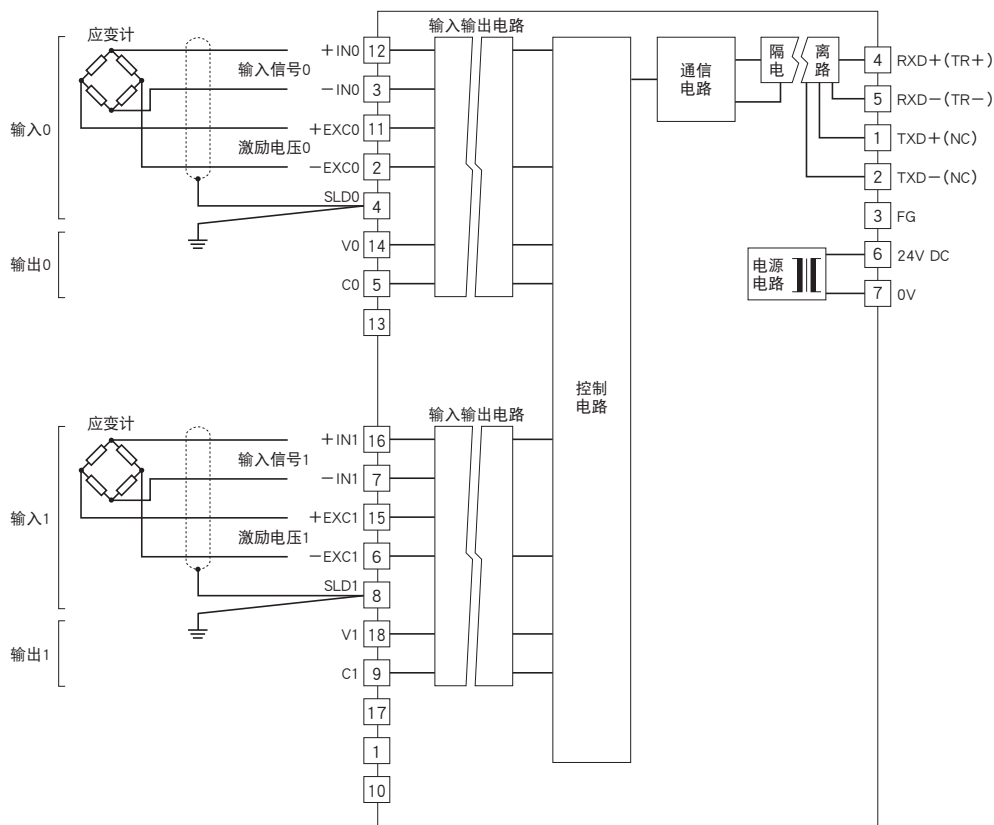 应变计
输入输出电路
+IN0 12
输入信号0
−IN0 3
输入0
+EXC0 11
激励电压0
−EXC0 2
SLD0 4
输出0
V0 14
C0 5
13
应变计
输入输出电路
+IN1 16
输入信号1
−IN1 7
输入1
+EXC1 15
激励电压1
−EXC1 6
SLD1 8
输出1
V1 18
C1 9
17
1
10
控制
电路
通信
电路
隔 离
电 路
4 RXD+(TR+)
5 RXD−(TR−)
1 TXD+(NC)
2 TXD−(NC)
3 FG
电源
电路
6 24V DC
7 0V